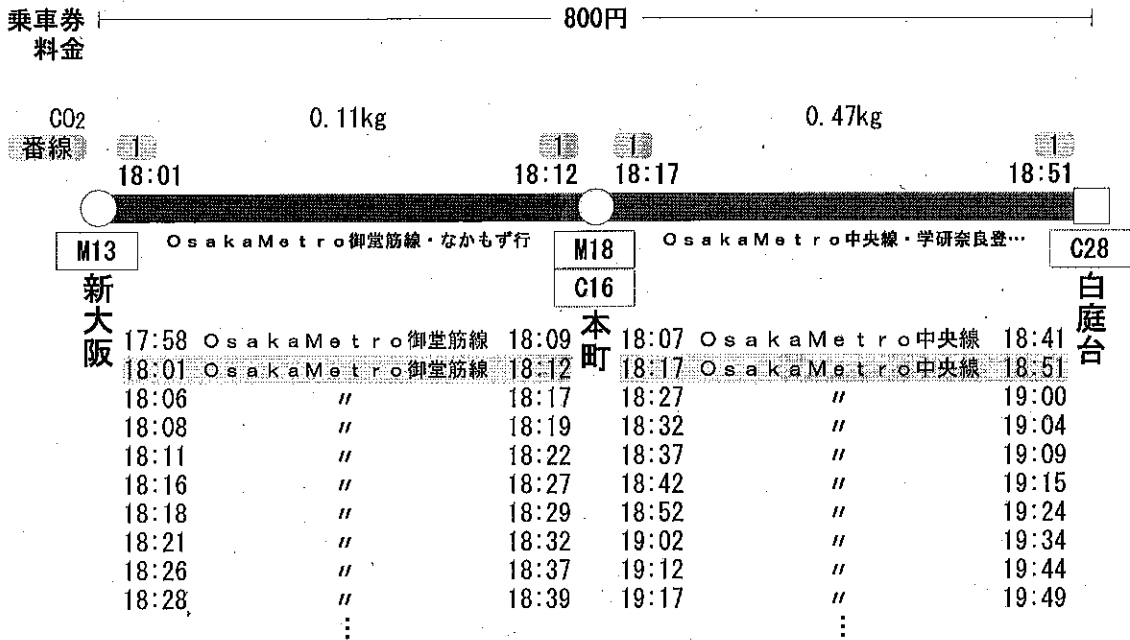 乗車券 800円
料金
CO2 0.11kg 0.47kg
番線 1 1 1 1
18:01 18:12 18:17 18:51
OsakaMetro御堂筋線・なかもず行 OsakaMetro中央線・学研奈良登…
M13 M18 C28
C16
新大阪 本町 白庭台
17:58 OsakaMetro御堂筋線 18:09 18:07 OsakaMetro中央線 18:41
18:01 OsakaMetro御堂筋線 18:12 18:17 OsakaMetro中央線 18:51
18:06 〃 18:17 18:27 〃 19:00
18:08 〃 18:19 18:32 〃 19:04
18:11 〃 18:22 18:37 〃 19:09
18:16 〃 18:27 18:42 〃 19:15
18:18 〃 18:29 18:52 〃 19:24
18:21 〃 18:32 19:02 〃 19:34
18:26 〃 18:37 19:12 〃 19:44
18:28 〃 18:39 19:17 〃 19:49
⋮ ⋮